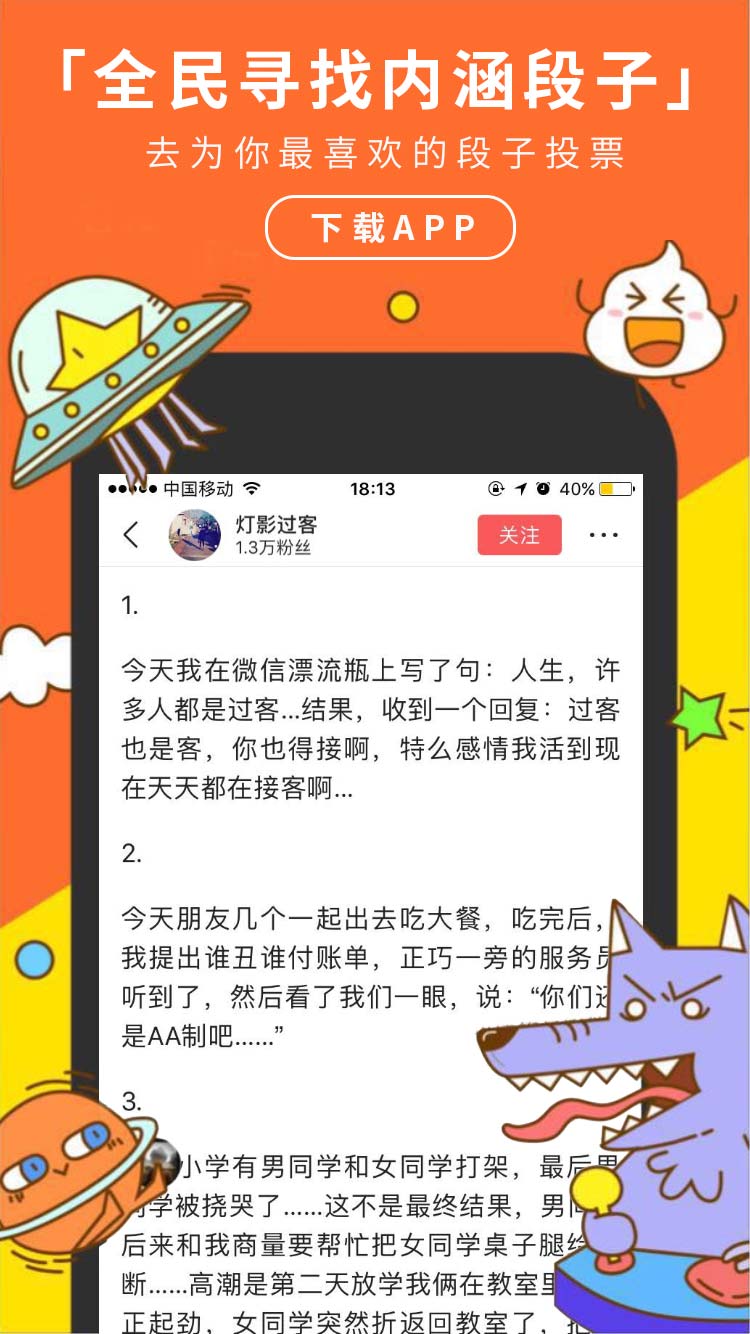 「全民寻找内涵段子」
去为你最喜欢的段子投票
下载APP
中国移动 18:13 40%
灯影过客
1.3万粉丝
关注
1.
今天我在微信漂流瓶上写了句：人生，许
多人都是过客...结果，收到一个回复：过客
也是客，你也得接啊，特么感情我活到现
在天天都在接客啊...
2.
今天朋友几个一起出去吃大餐，吃完后，
我提出谁丑谁付账单，正巧一旁的服务员
听到了，然后看了我们一眼，说：“你们还
是AA制吧......”
3.
小学有男同学和女同学打架，最后男
同学被挠哭了......这不是最终结果，男同
后来和我商量要帮忙把女同学桌子腿给
断......高潮是第二天放学我俩在教室里
正起劲，女同学突然折返回教室了，把